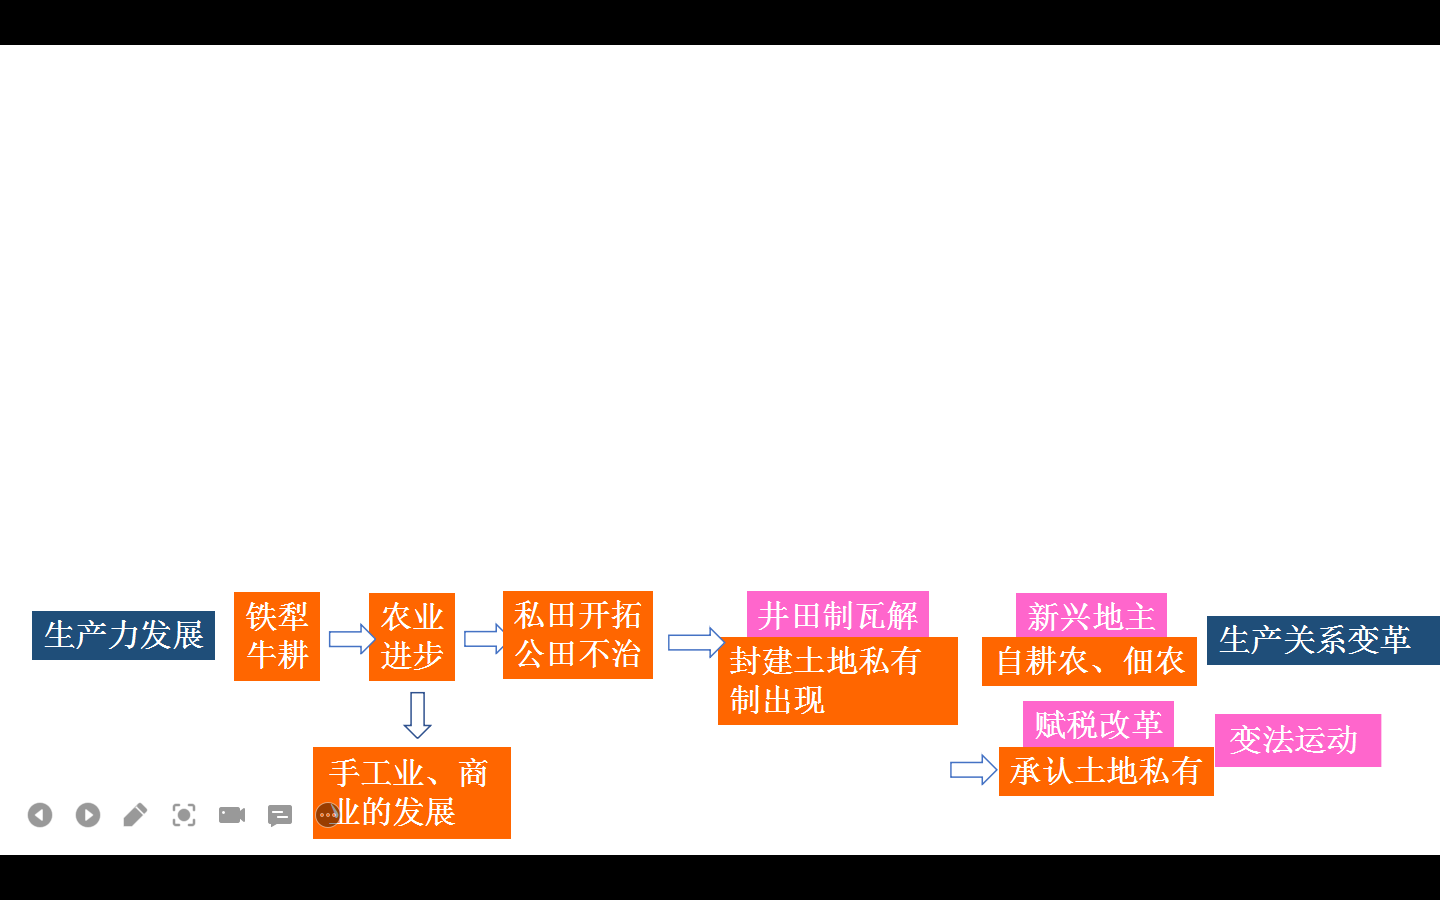 生产力发展
铁犁
牛耕
农业
进步
私田开拓
公田不治
井田制瓦解
封建土地私有
制出现
新兴地主
自耕农、佃农
生产关系变革
赋税改革
承认土地私有
变法运动
手工业、商
业的发展